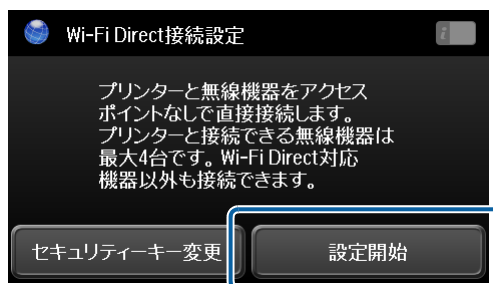 Wi-Fi Direct接続設定
i
プリンターと無線機器をアクセス
ポイントなしで直接接続します。
プリンターと接続できる無線機器は
最大4台です。Wi-Fi Direct対応
機器以外も接続できます。
セキュリティーキー変更
設定開始